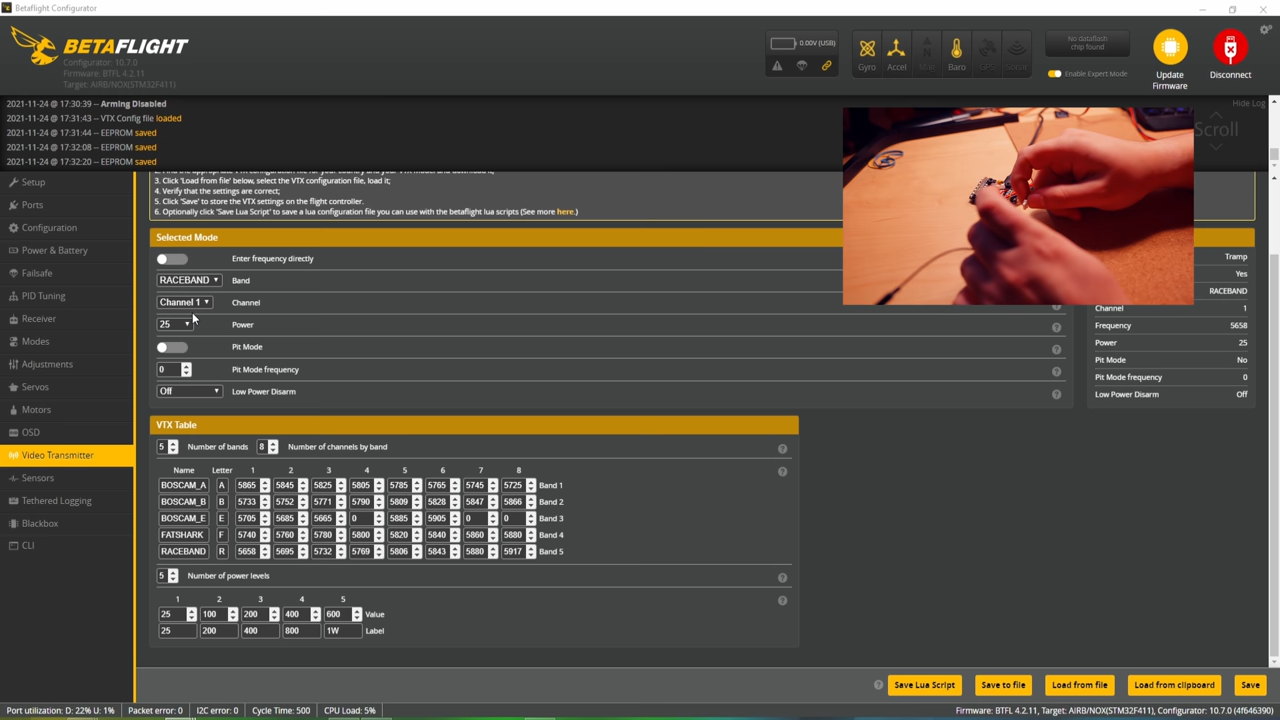 Betaflight Configurator
BETAFLIGHT
Configurator: 10.7.0
Firmware: BTFL 4.2.11
Target: AIRB/NOX(STM32F411)
0.00V (USB)
Gyro
Accel
Mag
Baro
GPS
Sonar
No dataflash
chip found
Enable Expert Mode
Update
Firmware
Disconnect
2021-11-24 @ 17:30:39 -- Arming Disabled
2021-11-24 @ 17:31:43 -- VTX Config file loaded
2021-11-24 @ 17:31:44 -- EEPROM saved
2021-11-24 @ 17:32:08 -- EEPROM saved
2021-11-24 @ 17:32:20 -- EEPROM saved
Hide Log
Scroll
Setup
Ports
Configuration
Power & Battery
Failsafe
PID Tuning
Receiver
Modes
Adjustments
Servos
Motors
OSD
Video Transmitter
Sensors
Tethered Logging
Blackbox
CLI
3. Click 'Load from file' below, select the VTX configuration file, load it;
4. Verify that the settings are correct;
5. Click 'Save' to store the VTX settings on the flight controller.
6. Optionally click 'Save Lua Script' to save a lua configuration file you can use with the betaflight lua scripts (See more here.)
Selected Mode
Enter frequency directly
RACEBAND Band
Channel 1 Channel
25 Power
Pit Mode
0 Pit Mode frequency
Off Low Power Disarm
Tramp
Yes
RACEBAND
Channel 1
Frequency 5658
Power 25
Pit Mode No
Pit Mode frequency 0
Low Power Disarm Off
VTX Table
5 Number of bands 8 Number of channels by band
Name Letter 1 2 3 4 5 6 7 8
BOSCAM_A A 5865 5845 5825 5805 5785 5765 5745 5725 Band 1
BOSCAM_B B 5733 5752 5771 5790 5809 5828 5847 5866 Band 2
BOSCAM_E E 5705 5685 5665 0 5885 5905 0 0 Band 3
FATSHARK F 5740 5760 5780 5800 5820 5840 5860 5880 Band 4
RACEBAND R 5658 5695 5732 5769 5806 5843 5880 5917 Band 5
5 Number of power levels
1 2 3 4 5
25 100 200 400 600 Value
25 200 400 800 1W Label
Save Lua Script
Save to file
Load from file
Load from clipboard
Save
Port utilization: D: 22% U: 1% Packet error: 0 I2C error: 0 Cycle Time: 500 CPU Load: 5%
Firmware: BTFL 4.2.11, Target: AIRB/NOX(STM32F411), Configurator: 10.7.0 (4f646390)